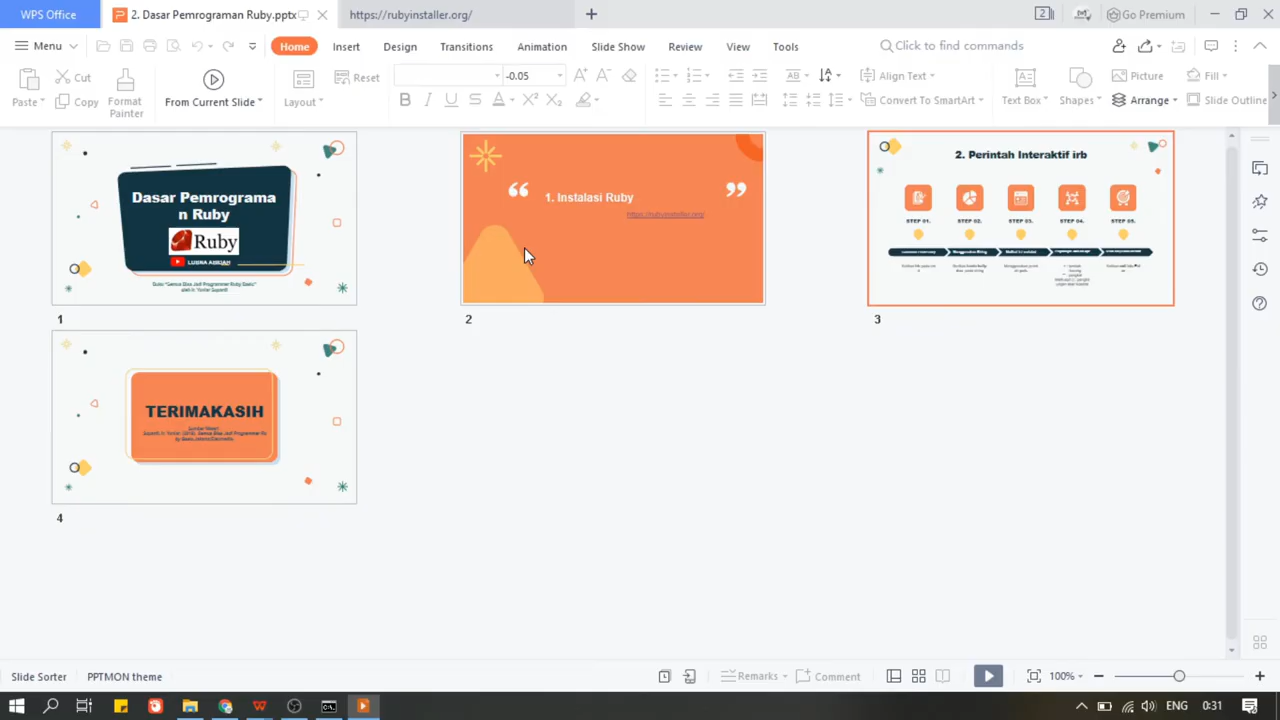 WPS Office
2. Dasar Pemrograman Ruby.pptx
https://rubyinstaller.org/
Go Premium
Menu
Home
Insert
Design
Transitions
Animation
Slide Show
Review
View
Tools
Click to find commands
Cut
Copy
Format
Painter
From Current Slide
Layout
Reset
-0.05
Align Text
Convert To SmartArt
Text Box
Shapes
Picture
Arrange
Fill
Slide Outline
Dasar Pemrograma
n Ruby
Ruby
1
“ 1. Instalasi Ruby ”
https://rubyinstaller.org/
2
2. Perintah Interaktif irb
STEP 01.
STEP 02.
STEP 03.
STEP 04.
STEP 05.
3
TERIMAKASIH
4
Slide Sorter
PPTMON theme
Remarks
Comment
100%
ENG
0:31